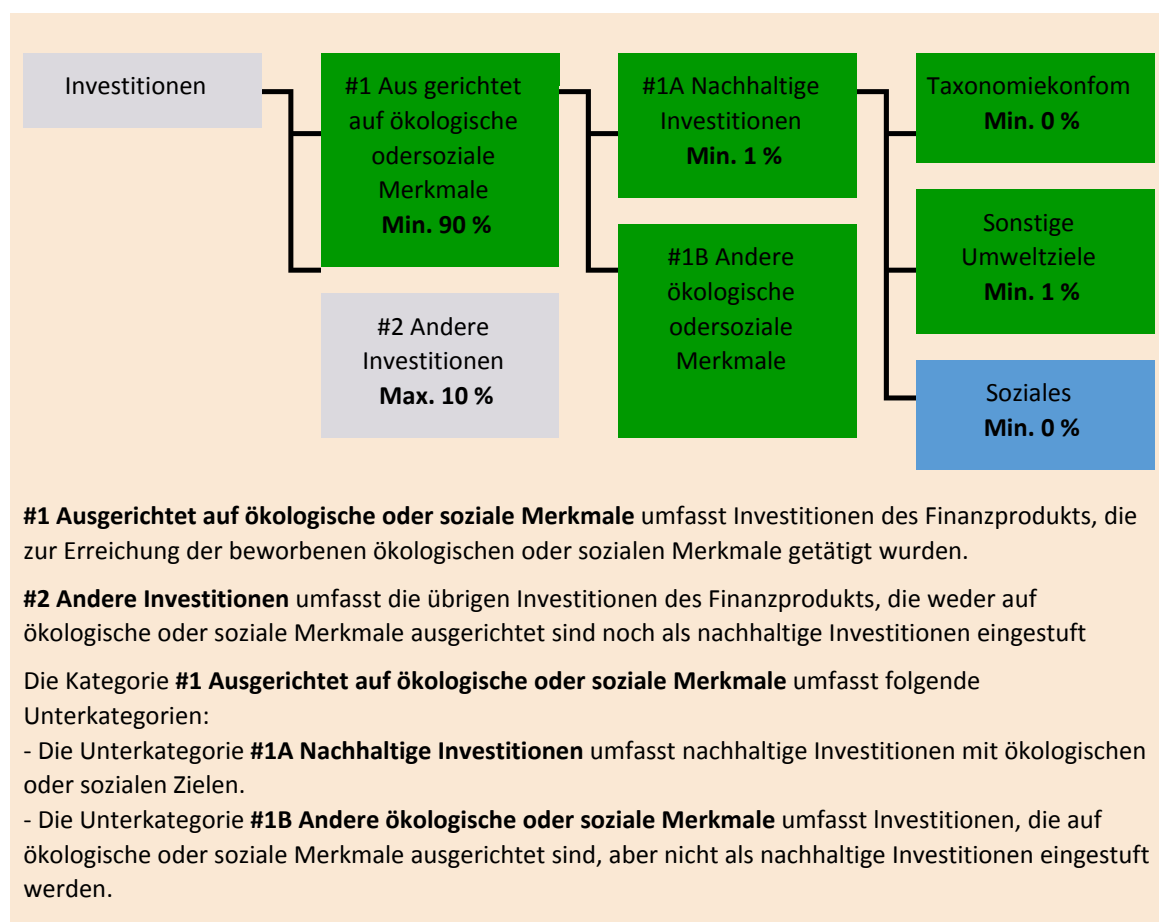 Investitionen
#1 Aus gerichtet
auf ökologische
odersoziale
Merkmale
Min. 90 %
#2 Andere
Investitionen
Max. 10 %
#1A Nachhaltige
Investitionen
Min. 1 %
#1B Andere
ökologische
odersoziale
Merkmale
Taxonomiekonfom
Min. 0 %
Sonstige
Umweltziele
Min. 1 %
Soziales
Min. 0 %
#1 Ausgerichtet auf ökologische oder soziale Merkmale umfasst Investitionen des Finanzprodukts, die
zur Erreichung der beworbenen ökologischen oder sozialen Merkmale getätigt wurden.
#2 Andere Investitionen umfasst die übrigen Investitionen des Finanzprodukts, die weder auf
ökologische oder soziale Merkmale ausgerichtet sind noch als nachhaltige Investitionen eingestuft
Die Kategorie #1 Ausgerichtet auf ökologische oder soziale Merkmale umfasst folgende
Unterkategorien:
- Die Unterkategorie #1A Nachhaltige Investitionen umfasst nachhaltige Investitionen mit ökologischen
oder sozialen Zielen.
- Die Unterkategorie #1B Andere ökologische oder soziale Merkmale umfasst lnvestitionen, die auf
ökologische oder soziale Merkmale ausgerichtet sind, aber nicht als nachhaltige Investitionen eingestuft
werden.